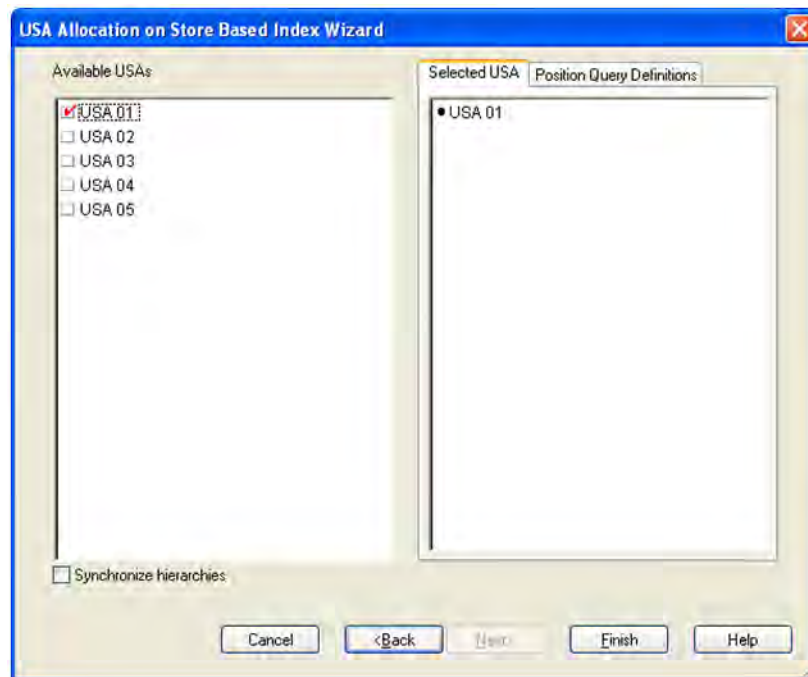 USA Allocation on Store Based Index Wizard
Available USAs
Selected USA
Position Query Definitions
USA 01
USA 02
USA 03
USA 04
USA 05
USA 01
Synchronize hierarchies
Cancel
<Back
Next>
Finish
Help